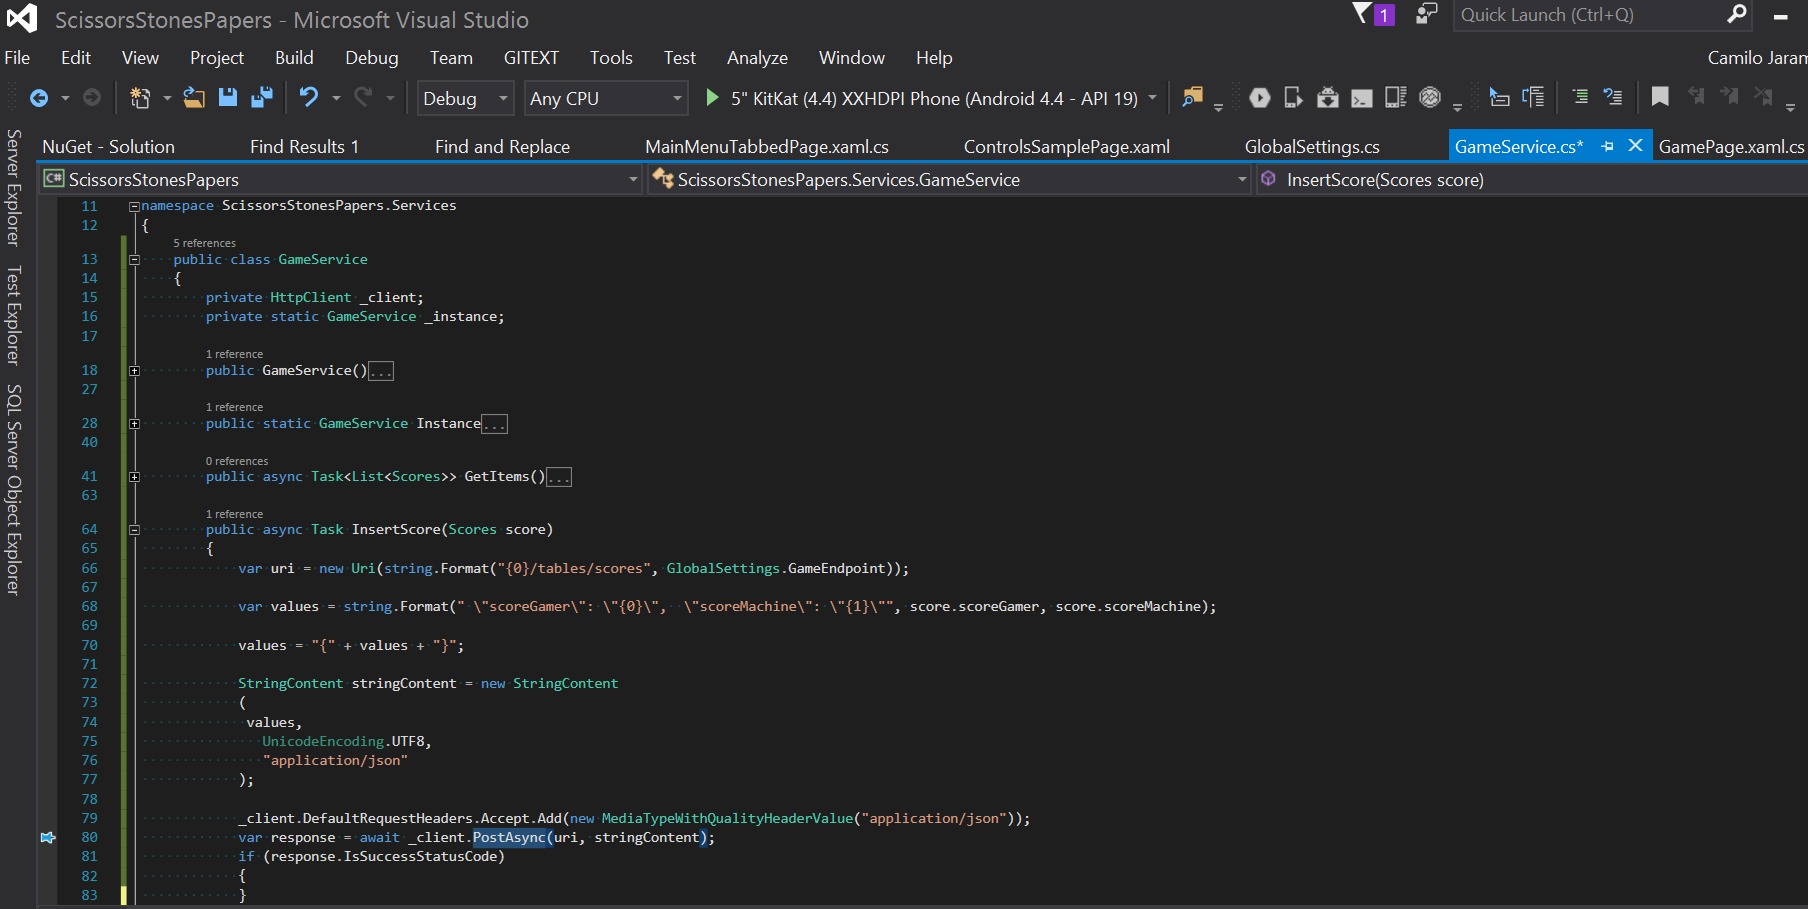 ScissorsStonesPapers - Microsoft Visual Studio
1
Quick Launch (Ctrl+Q)
File Edit View Project Build Debug Team GITEXT Tools Test Analyze Window Help
Camilo Jaram
Debug Any CPU 5" KitKat (4.4) XXHDPI Phone (Android 4.4 - API 19)
Server Explorer
Test Explorer
SQL Server Object Explorer
NuGet - Solution Find Results 1 Find and Replace MainMenuTabbedPage.xaml.cs ControlsSamplePage.xaml GlobalSettings.cs GameService.cs* GamePage.xaml.cs
C# ScissorsStonesPapers ScissorsStonesPapers.Services.GameService InsertScore(Scores score)
11 namespace ScissorsStonesPapers.Services
12 {
5 references
13 public class GameService
14 {
15 private HttpClient _client;
16 private static GameService _instance;
17
1 reference
18 public GameService()...
27
1 reference
28 public static GameService Instance...
40
0 references
41 public async Task<List<Scores>> GetItems()...
63
1 reference
64 public async Task InsertScore(Scores score)
65 {
66 var uri = new Uri(string.Format("{0}/tables/scores", GlobalSettings.GameEndpoint));
67
68 var values = string.Format(" \"scoreGamer\": \"{0}\",  \"scoreMachine\": \"{1}\"", score.scoreGamer, score.scoreMachine);
69
70 values = "{" + values + "}";
71
72 StringContent stringContent = new StringContent
73 (
74 values,
75 UnicodeEncoding.UTF8,
76 "application/json"
77 );
78
79 _client.DefaultRequestHeaders.Accept.Add(new MediaTypeWithQualityHeaderValue("application/json"));
80 var response = await _client.PostAsync(uri, stringContent);
81 if (response.IsSuccessStatusCode)
82 {
83 }